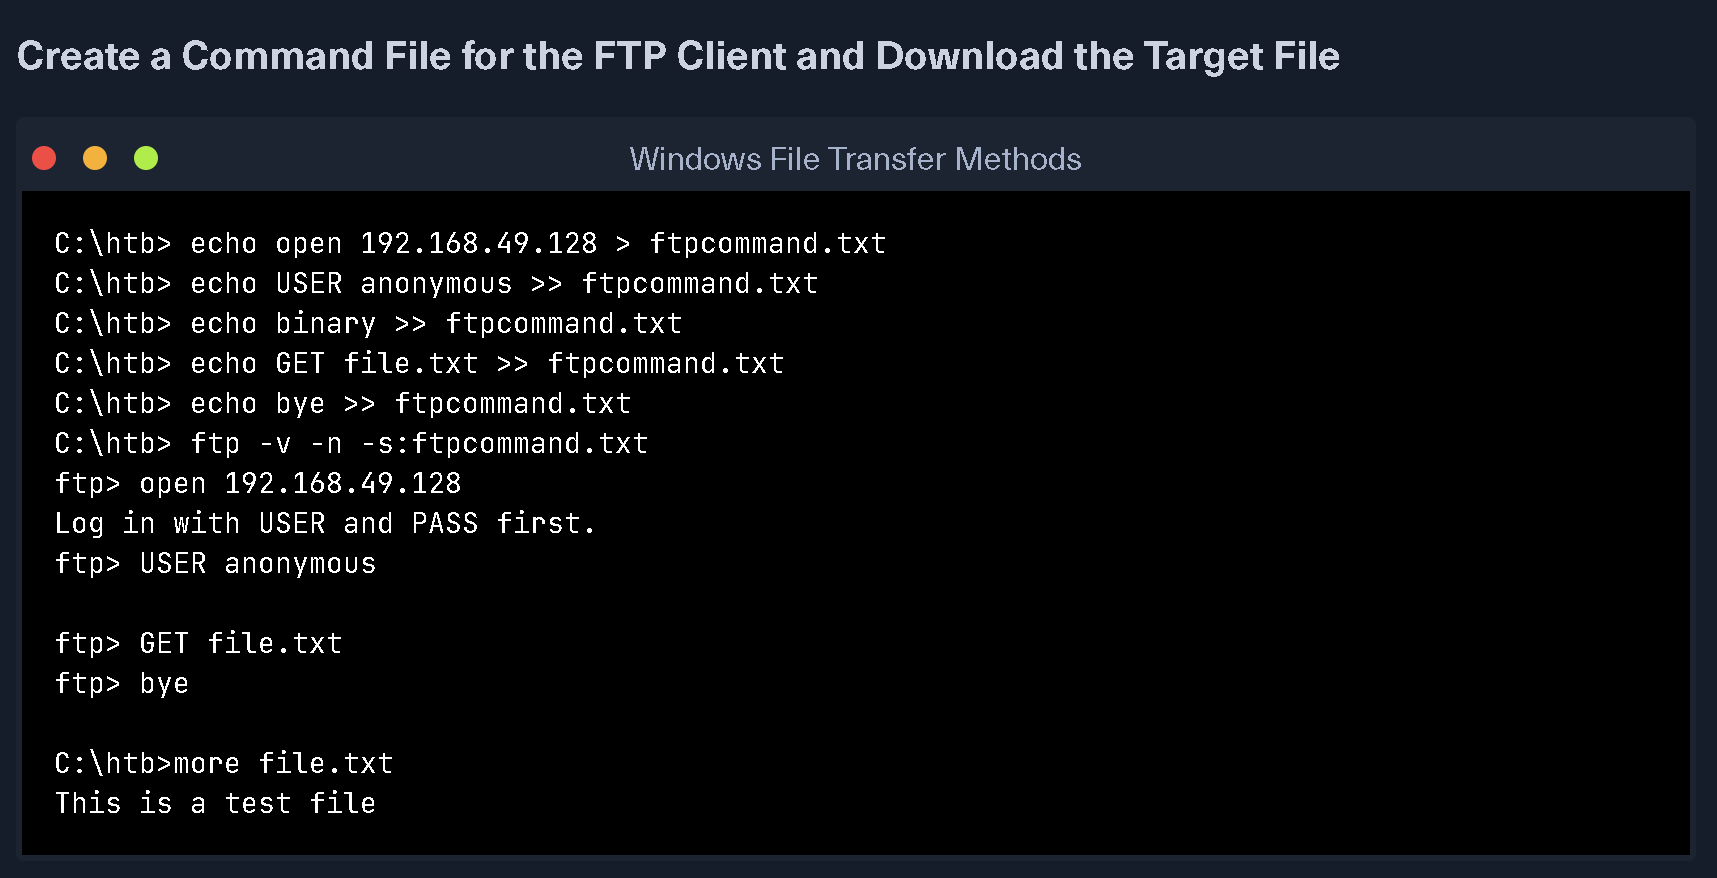 Create a Command File for the FTP Client and Download the Target File
Windows File Transfer Methods
C:\htb> echo open 192.168.49.128 > ftpcommand.txt
C:\htb> echo USER anonymous >> ftpcommand.txt
C:\htb> echo binary >> ftpcommand.txt
C:\htb> echo GET file.txt >> ftpcommand.txt
C:\htb> echo bye >> ftpcommand.txt
C:\htb> ftp -v -n -s:ftpcommand.txt
ftp> open 192.168.49.128
Log in with USER and PASS first.
ftp> USER anonymous
ftp> GET file.txt
ftp> bye
C:\htb>more file.txt
This is a test file